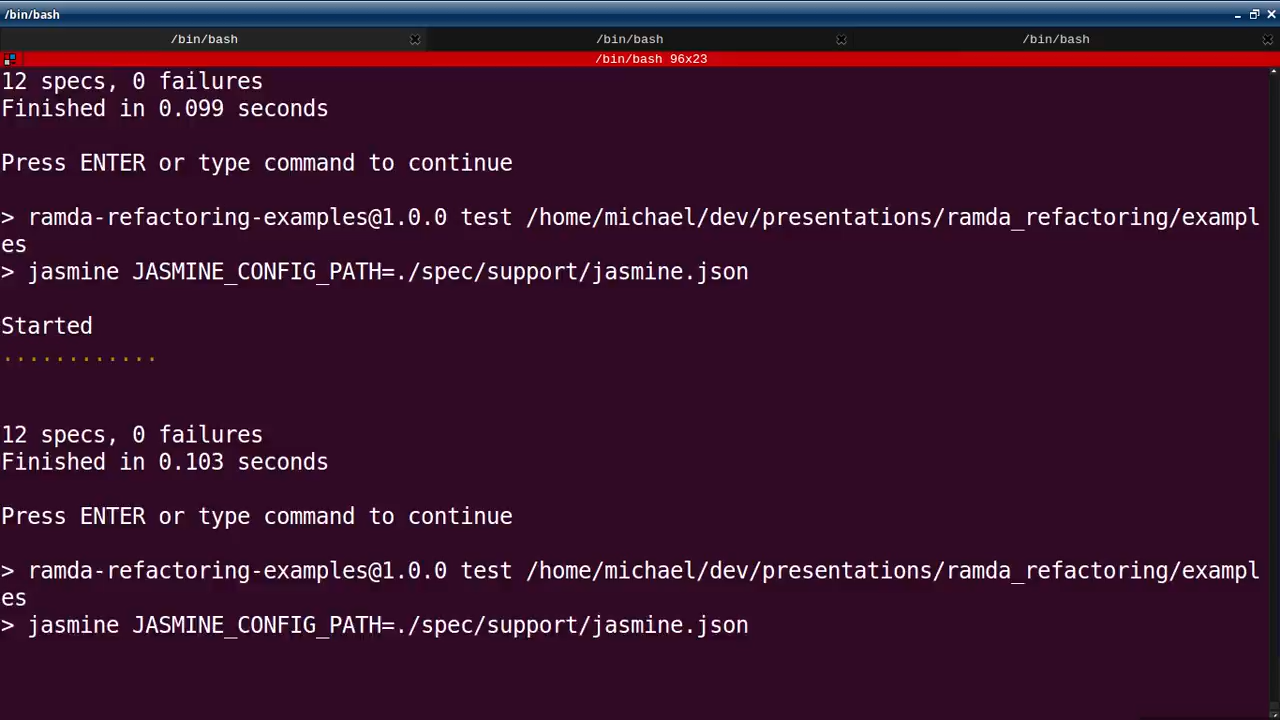 /bin/bash
/bin/bash /bin/bash /bin/bash
/bin/bash 96x23
12 specs, 0 failures
Finished in 0.099 seconds
Press ENTER or type command to continue
> ramda-refactoring-examples@1.0.0 test /home/michael/dev/presentations/ramda_refactoring/exampl
es
> jasmine JASMINE_CONFIG_PATH=./spec/support/jasmine.json
Started
............
12 specs, 0 failures
Finished in 0.103 seconds
Press ENTER or type command to continue
> ramda-refactoring-examples@1.0.0 test /home/michael/dev/presentations/ramda_refactoring/exampl
es
> jasmine JASMINE_CONFIG_PATH=./spec/support/jasmine.json